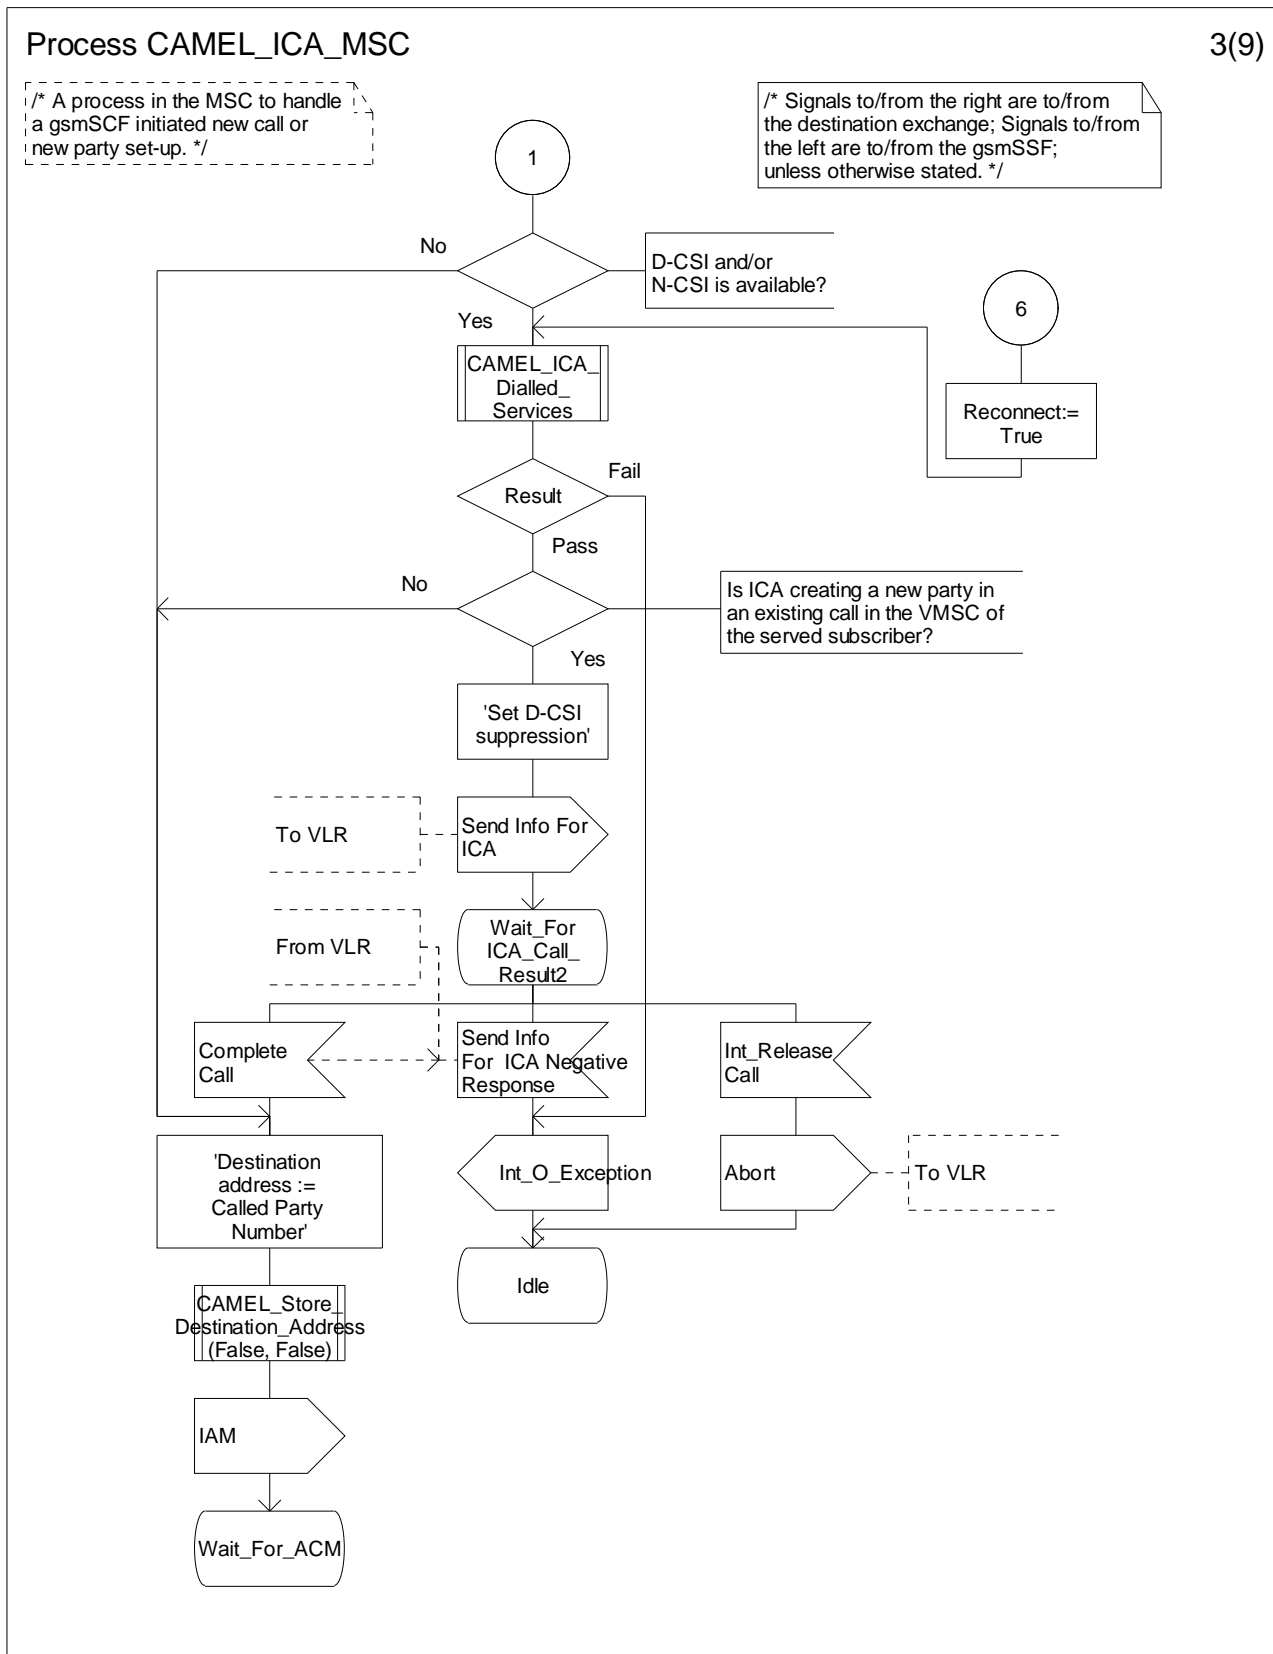 Process CAMEL_ICA_MSC
3(9)
/* A process in the MSC to handle
a gsmSCF initiated new call or
new party set-up. */
/* Signals to/from the right are to/from
the destination exchange; Signals to/from
the left are to/from the gsmSSF;
unless otherwise stated. */
1
No
D-CSI and/or
N-CSI is available?
6
Yes
CAMEL_ICA_
Dialled_
Services
Reconnect:=
True
Fail
Result
Pass
No
Is ICA creating a new party in
an existing call in the VMSC of
the served subscriber?
Yes
'Set D-CSI
suppression'
To VLR
Send Info For
ICA
From VLR
Wait_For
ICA_Call_
Result2
Complete
Call
Send Info
For ICA Negative
Response
Int_Release
Call
'Destination
address :=
Called Party
Number'
Int_O_Exception
Abort
To VLR
Idle
CAMEL_Store_
Destination_Address
(False, False)
IAM
Wait_For_ACM